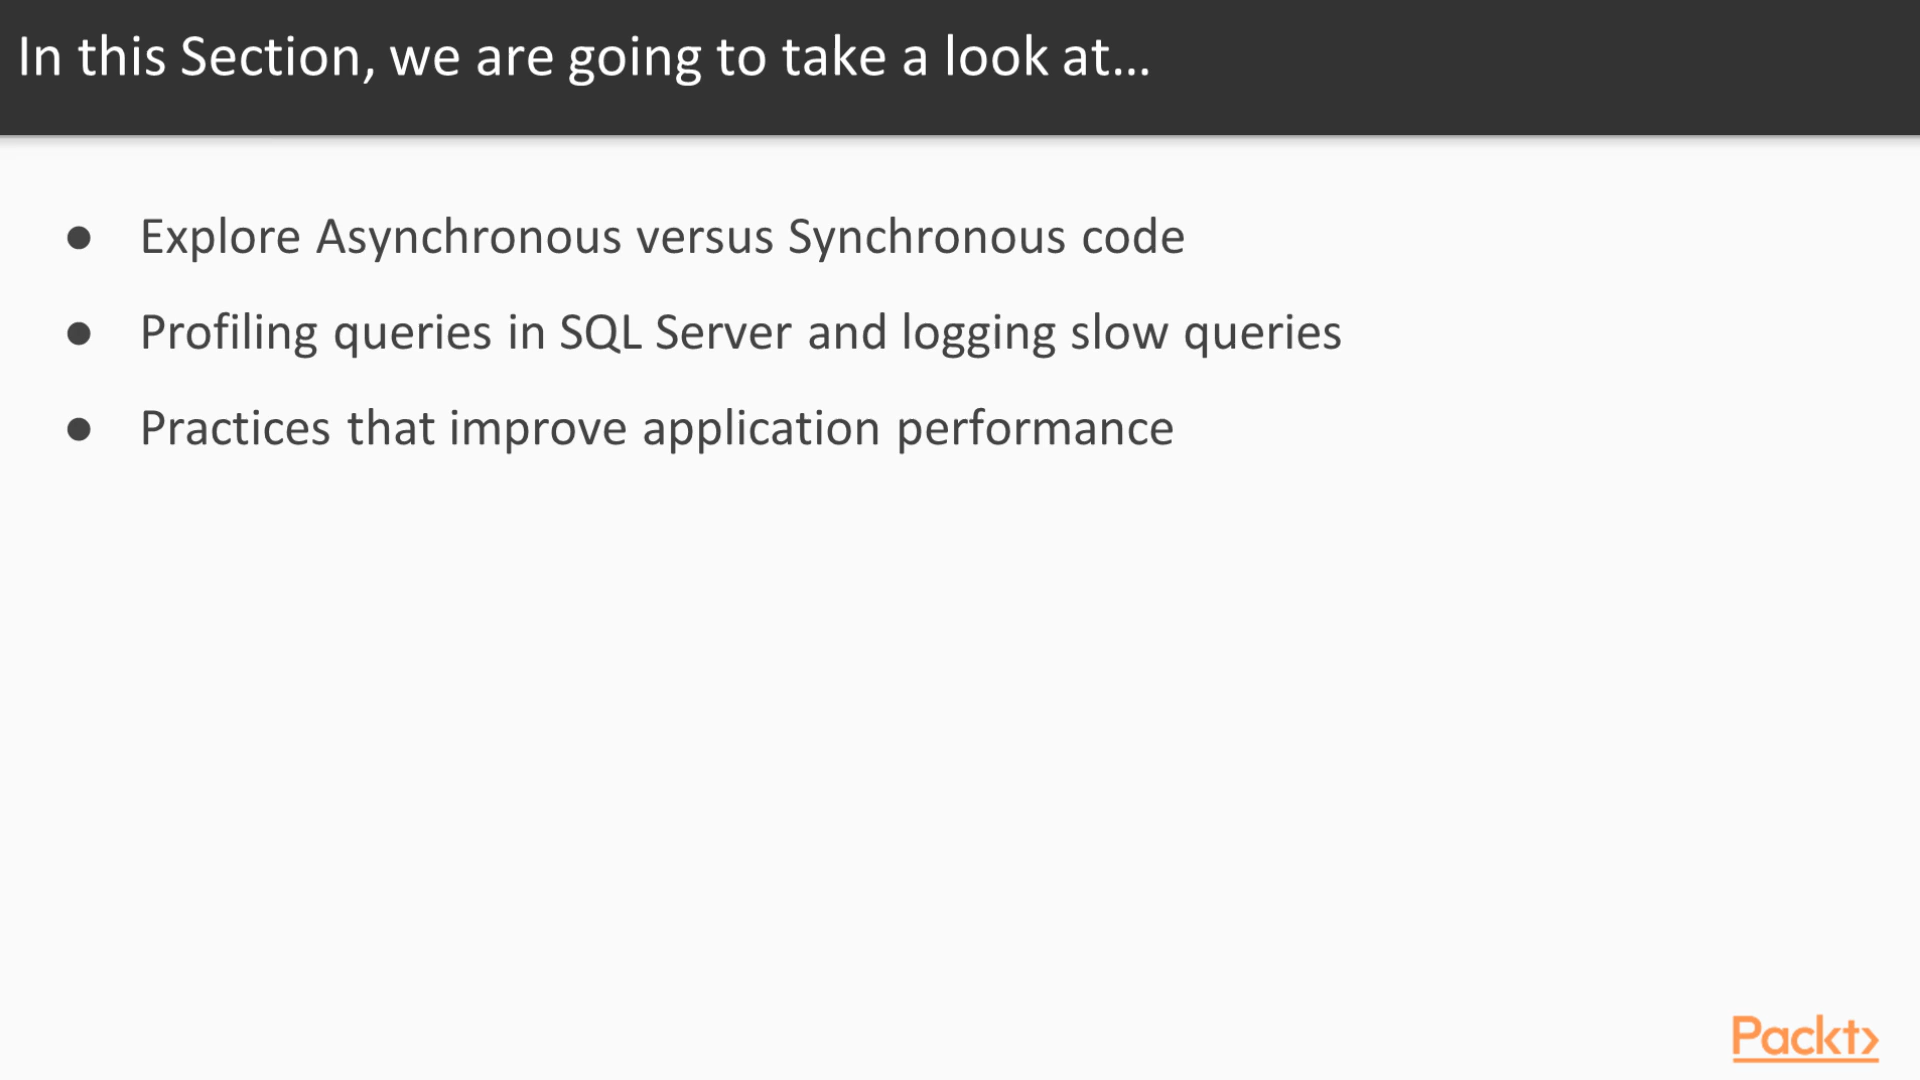 In this Section, we are going to take a look at...
● Explore Asynchronous versus Synchronous code
● Profiling queries in SQL Server and logging slow queries
● Practices that improve application performance
Packt>